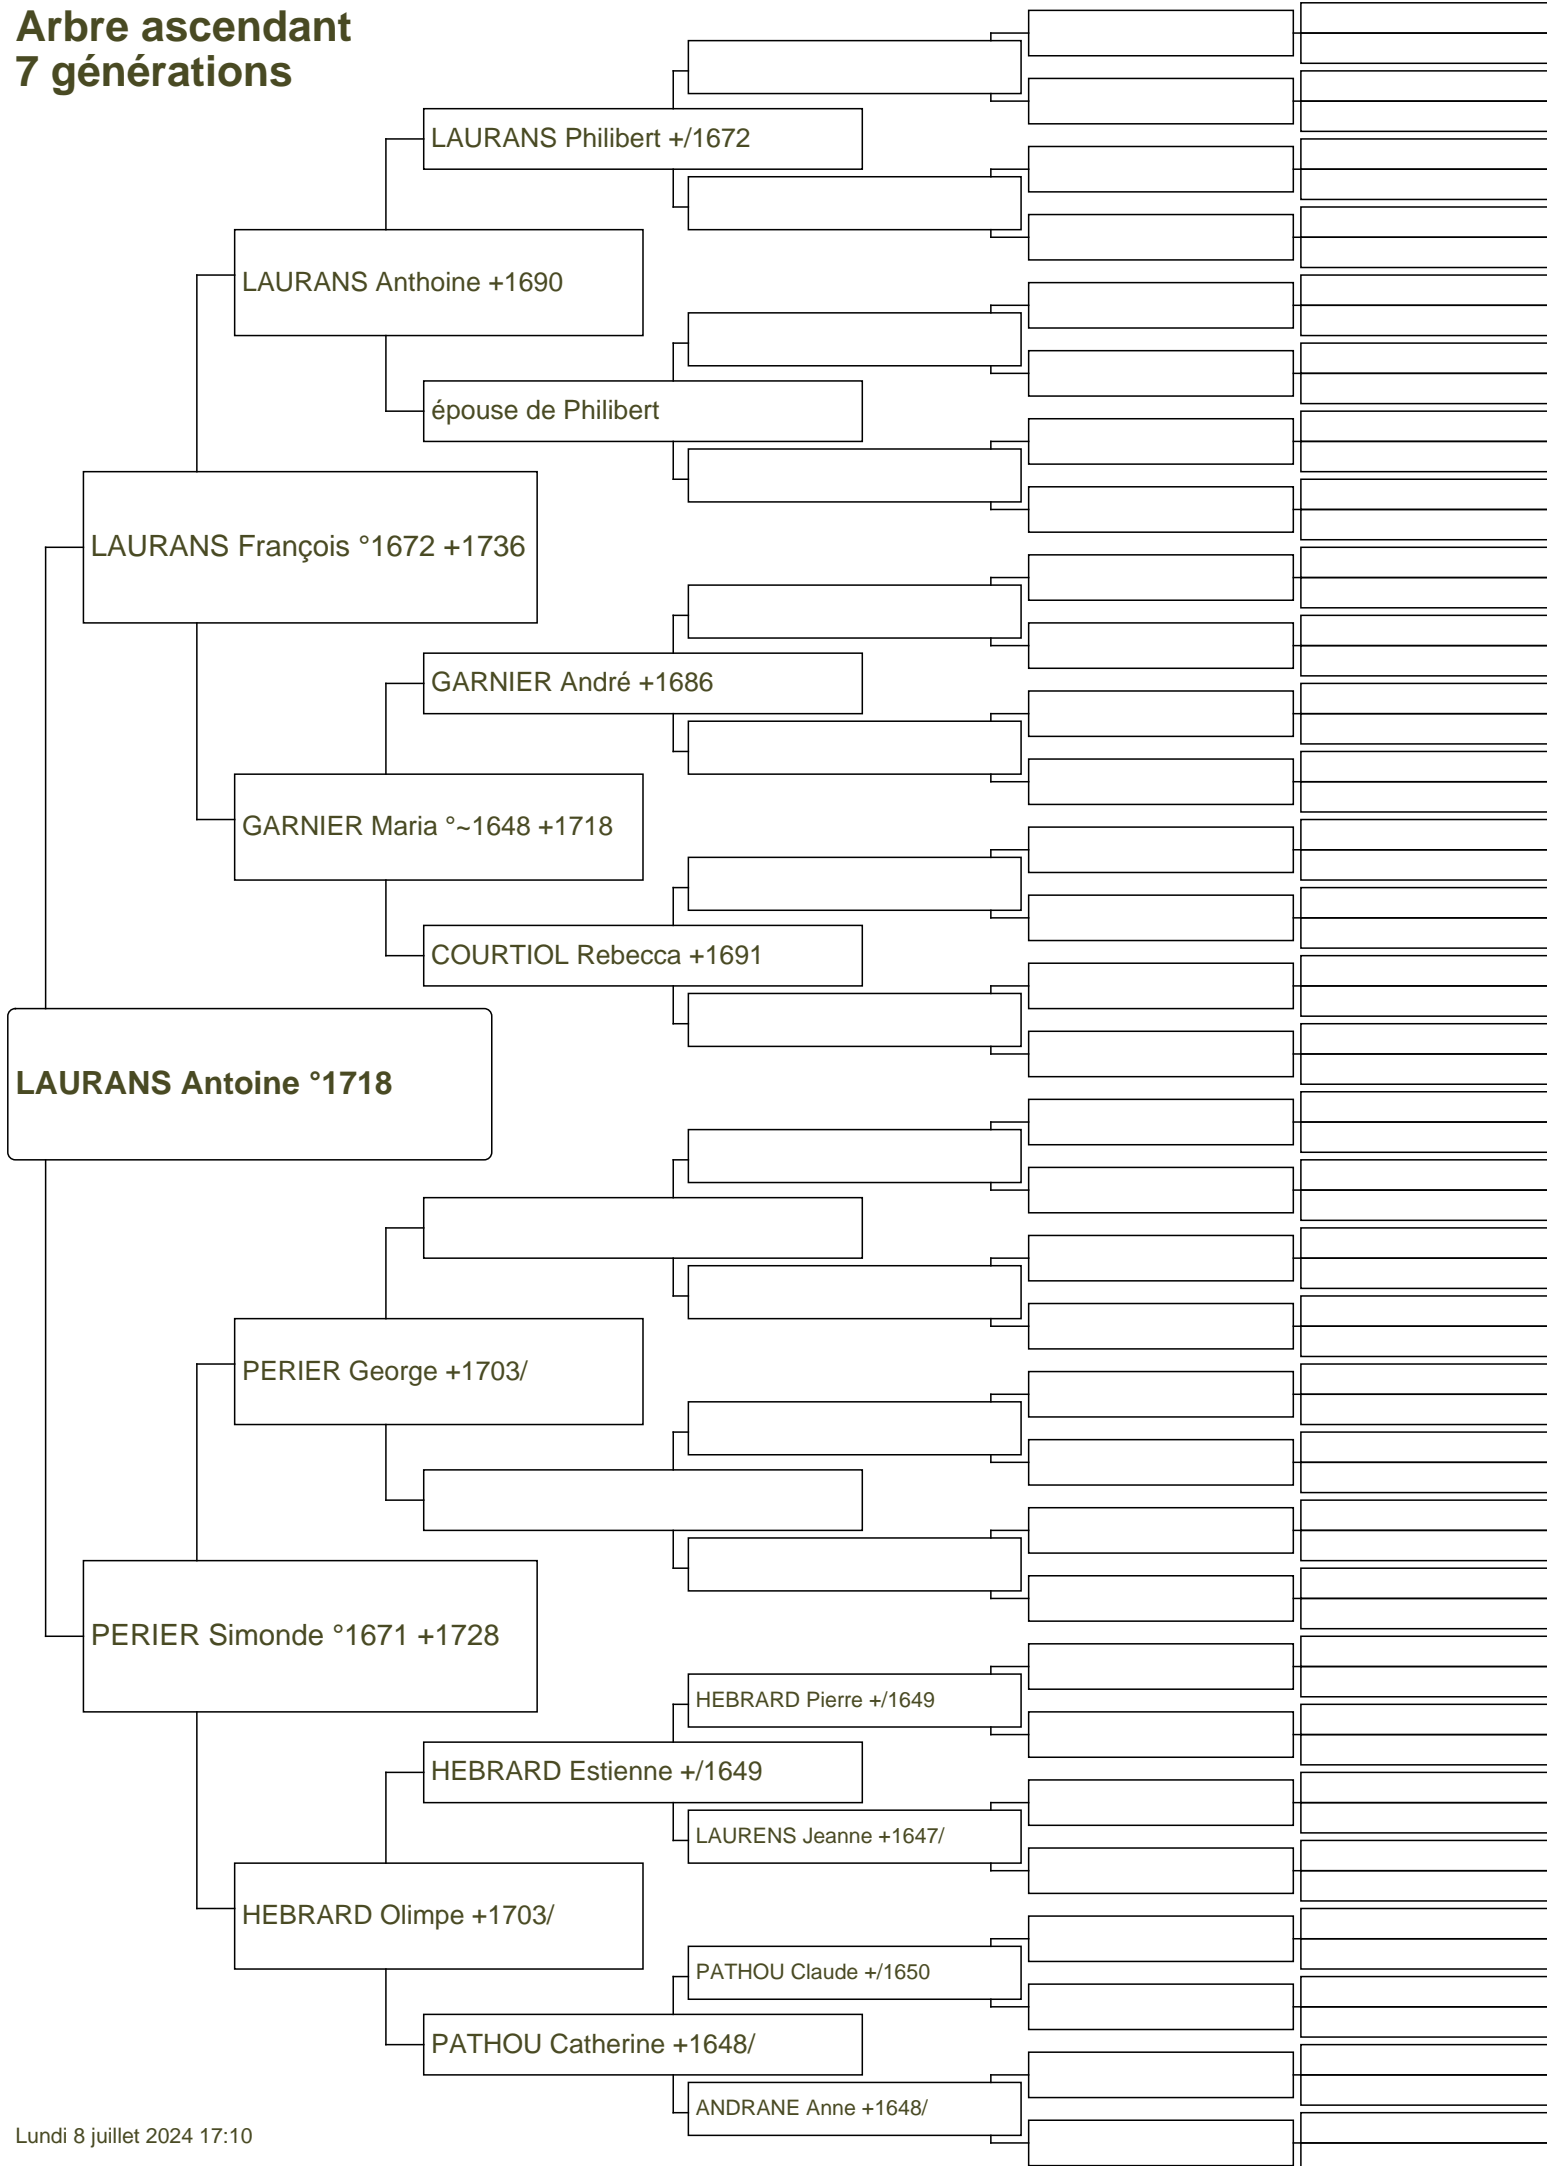 Arbre ascendant
7 générations
LAURANS Philibert +/1672
LAURANS Anthoine +1690
épouse de Philibert
LAURANS François °1672 +1736
GARNIER André +1686
GARNIER Maria °~1648 +1718
COURTIOL Rebecca +1691
LAURANS Antoine °1718
PERIER George +1703/
PERIER Simonde °1671 +1728
HEBRARD Pierre +/1649
HEBRARD Estienne +/1649
LAURENS Jeanne +1647/
HEBRARD Olimpe +1703/
PATHOU Claude +/1650
PATHOU Catherine +1648/
ANDRANE Anne +1648/
Lundi 8 juillet 2024 17:10